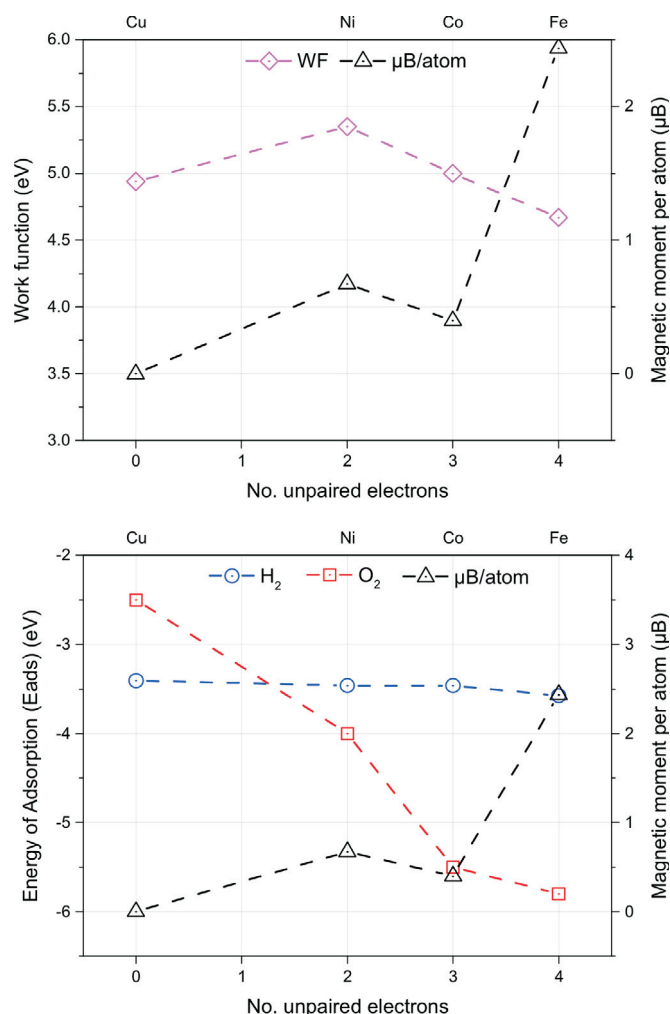 Cu Ni Co Fe
WF µB/atom
6.0
5.5
5.0
4.5
4.0
3.5
3.0
Work function (eV)
2
1
0
Magnetic moment per atom (µB)
0 1 2 3 4
No. unpaired electrons
Cu Ni Co Fe
H₂ O₂ µB/atom
-2
-3
-4
-5
-6
Energy of Adsorption (Eads) (eV)
4
3
2
1
0
Magnetic moment per atom (µB)
0 1 2 3 4
No. unpaired electrons